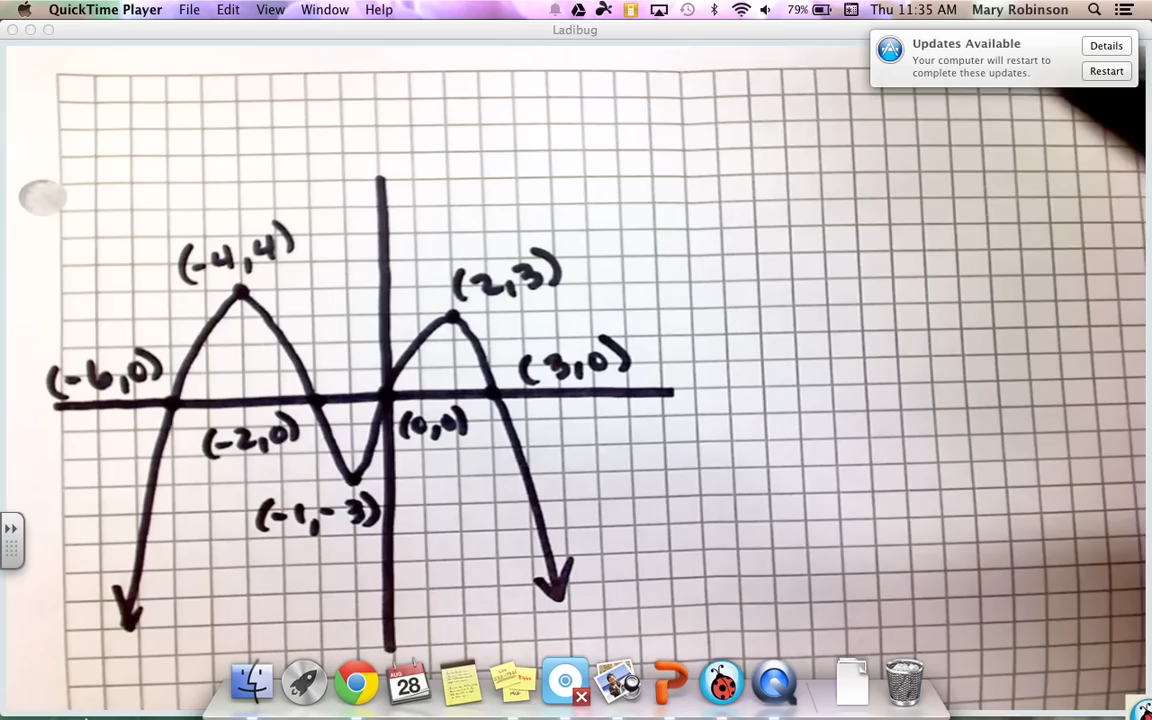 QuickTime Player File Edit View Window Help 79% Thu 11:35 AM Mary Robinson
Ladibug
Updates Available
Your computer will restart to
complete these updates.
Details
Restart
(-4,4)
(2,3)
(-6,0)
(3,0)
(-2,0)
(0,0)
(-1,-3)
AUG
28